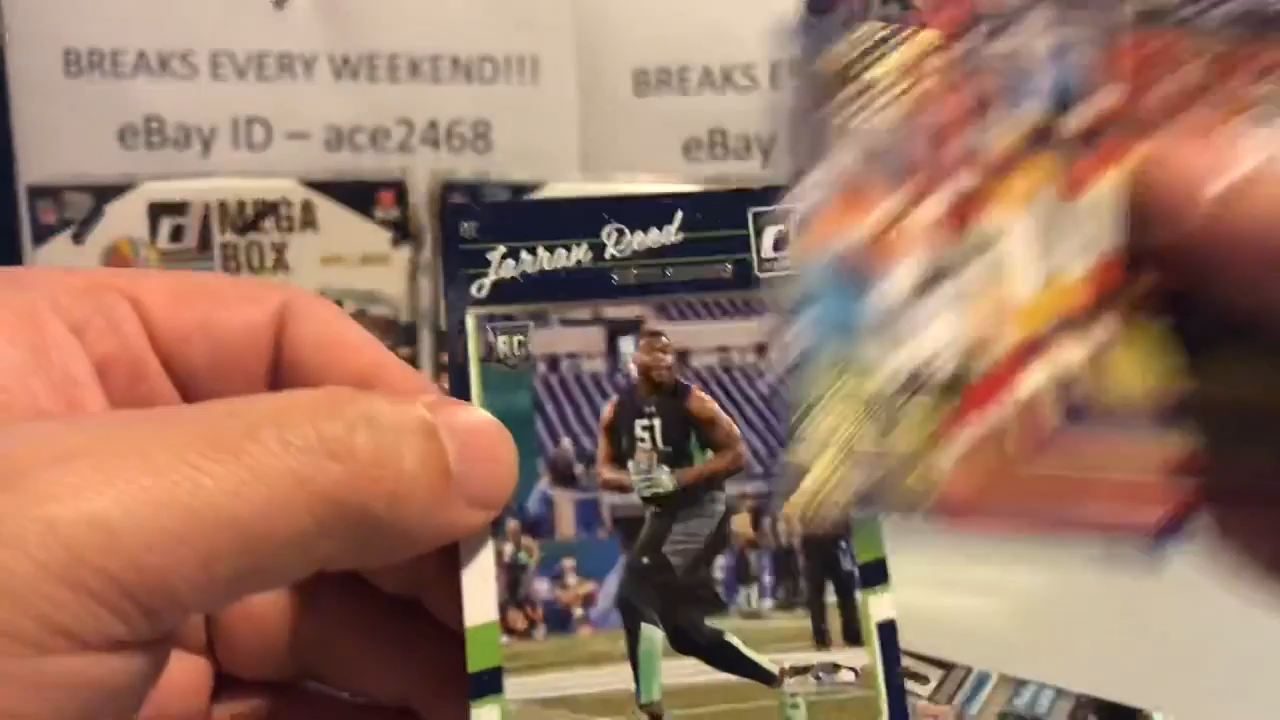 BREAKS EVERY WEEKEND!!!
eBay ID – ace2468
BREAKS E
eBay
MEGA
BOX
Jarran Reed
RC
51